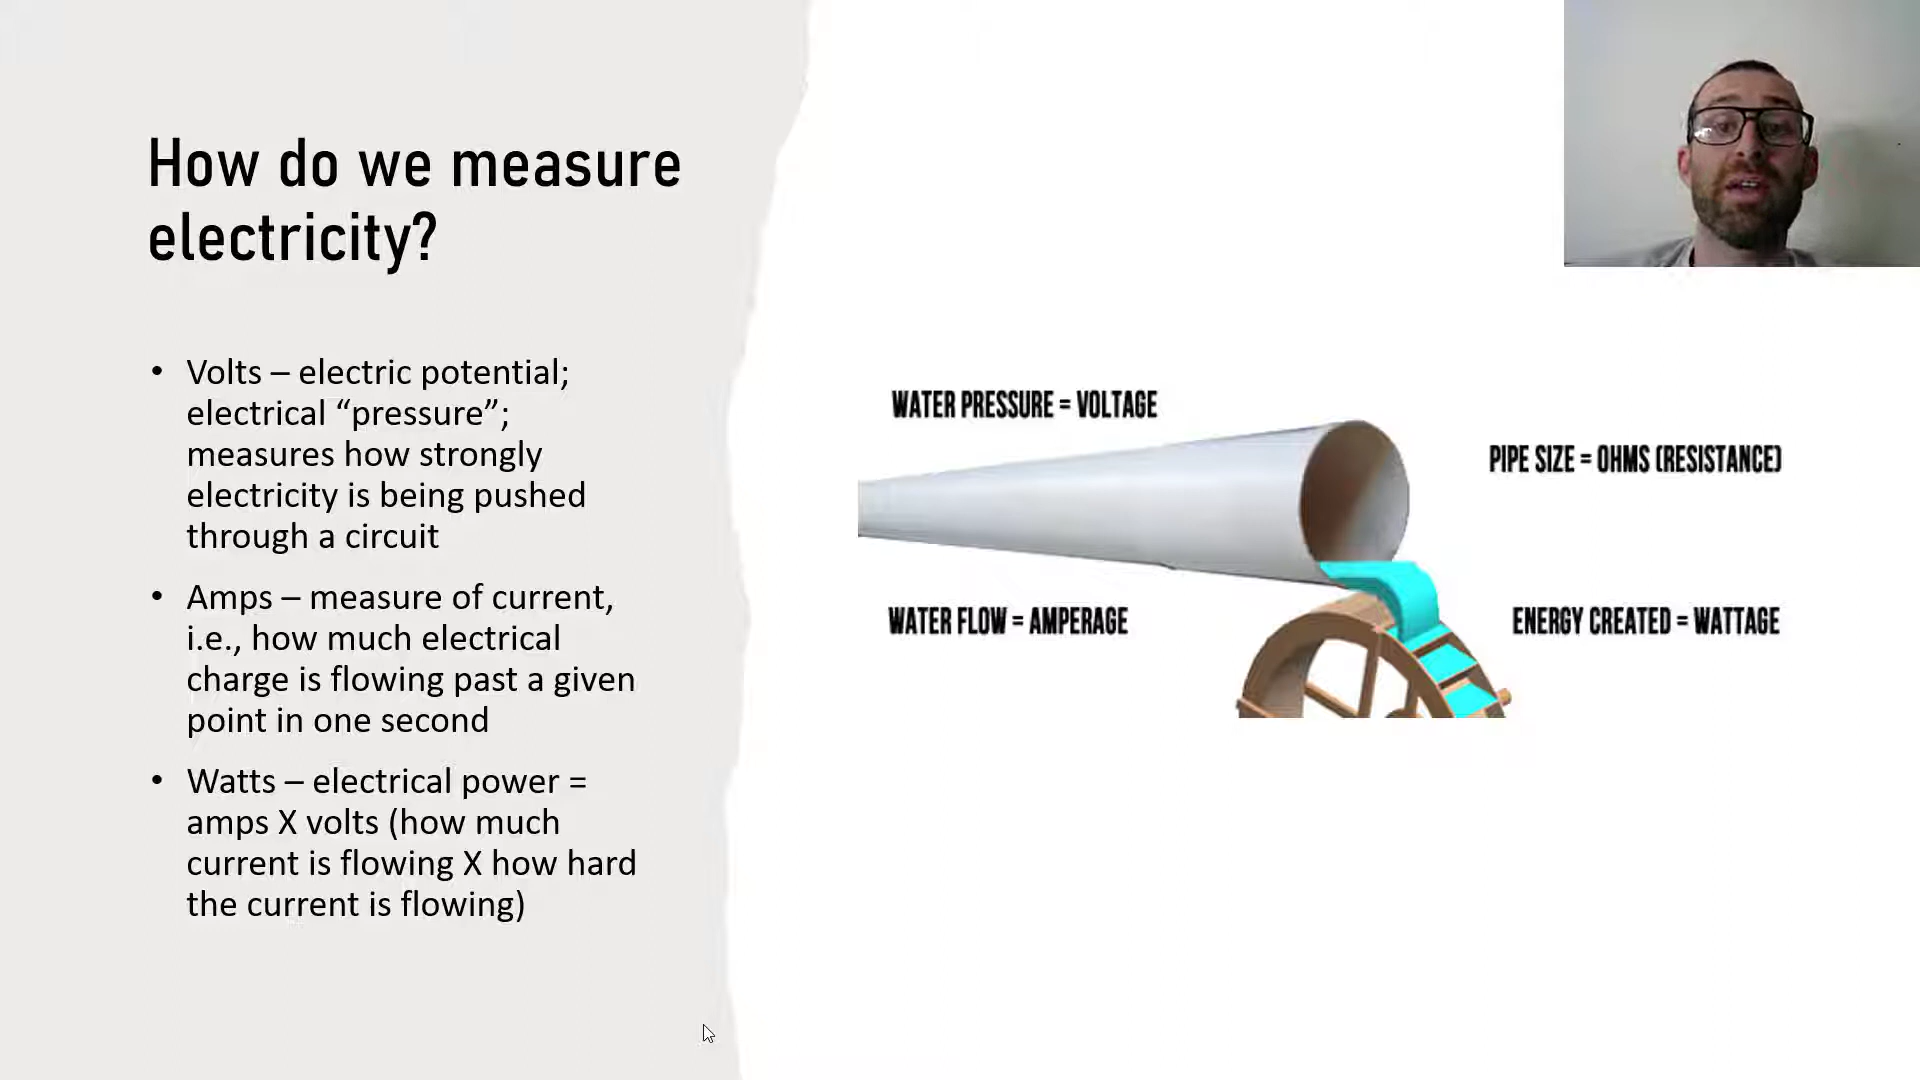 How do we measure
electricity?
• Volts – electric potential;
electrical “pressure”;
measures how strongly
electricity is being pushed
through a circuit
• Amps – measure of current,
i.e., how much electrical
charge is flowing past a given
point in one second
• Watts – electrical power =
amps X volts (how much
current is flowing X how hard
the current is flowing)
WATER PRESSURE = VOLTAGE
PIPE SIZE = OHMS (RESISTANCE)
WATER FLOW = AMPERAGE
ENERGY CREATED = WATTAGE